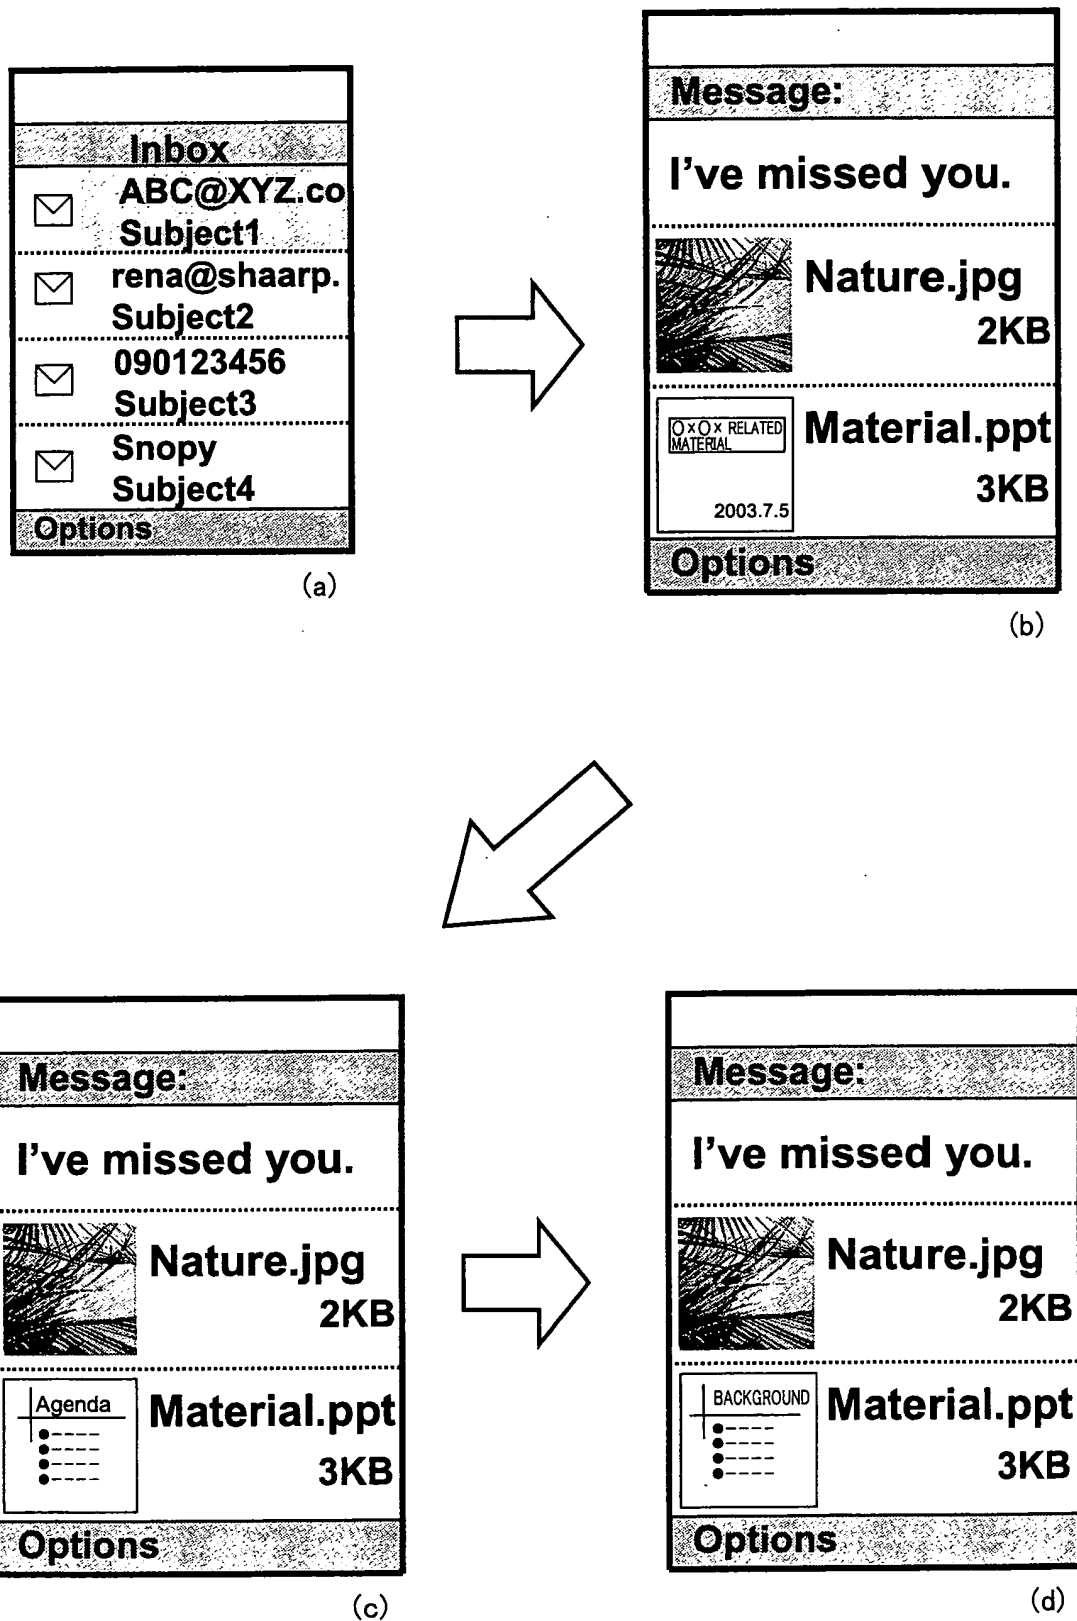 Inbox
ABC@XYZ.co
Subject1
rena@shaarp.
Subject2
090123456
Subject3
Snopy
Subject4
Options
(a)
Message:
I've missed you.
Nature.jpg
2KB
○×○× RELATED
MATERIAL
2003.7.5
Material.ppt
3KB
Options
(b)
Message:
I've missed you.
Nature.jpg
2KB
Agenda
Material.ppt
3KB
Options
(c)
Message:
I've missed you.
Nature.jpg
2KB
BACKGROUND
Material.ppt
3KB
Options
(d)